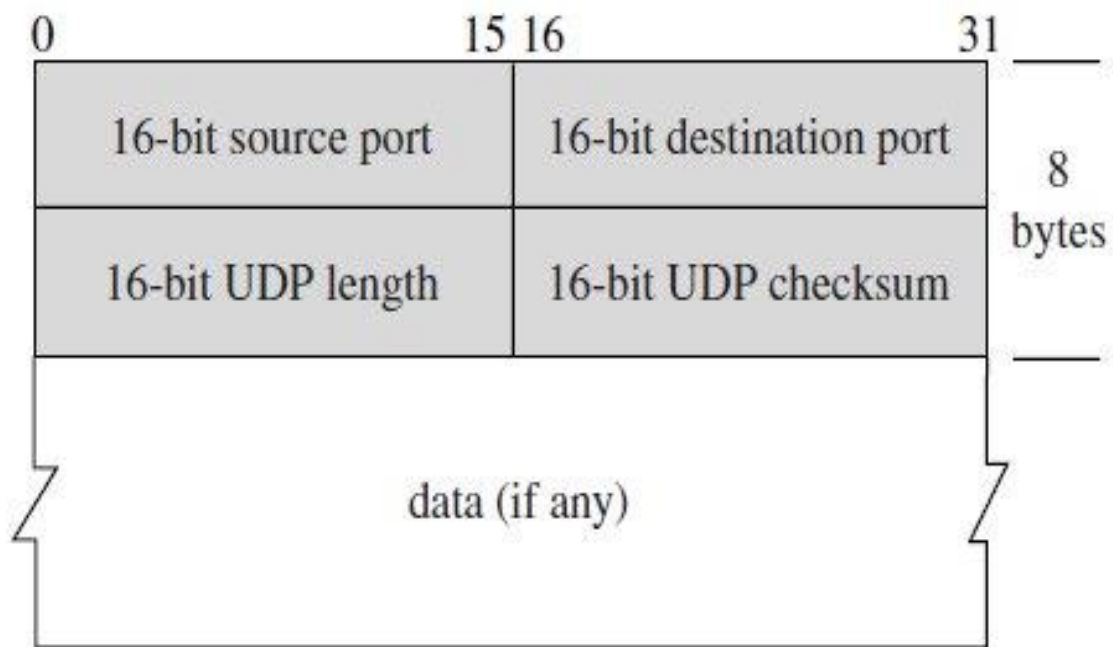 0 15 16 31
16-bit source port 16-bit destination port
8
bytes
16-bit UDP length 16-bit UDP checksum
data (if any)